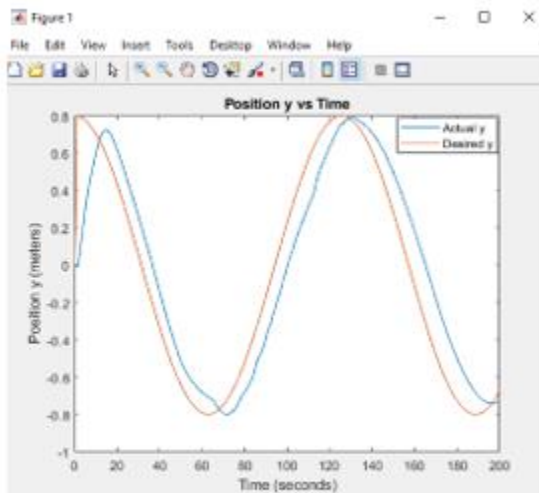 Figure 1
File Edit View Insert Tools Desktop Window Help
Position y vs Time
Actual y
Desired y
Position y (meters)
0.8
0.6
0.4
0.2
0
-0.2
-0.4
-0.6
-0.8
-1
0 20 40 60 80 100 120 140 160 180 200
Time (seconds)